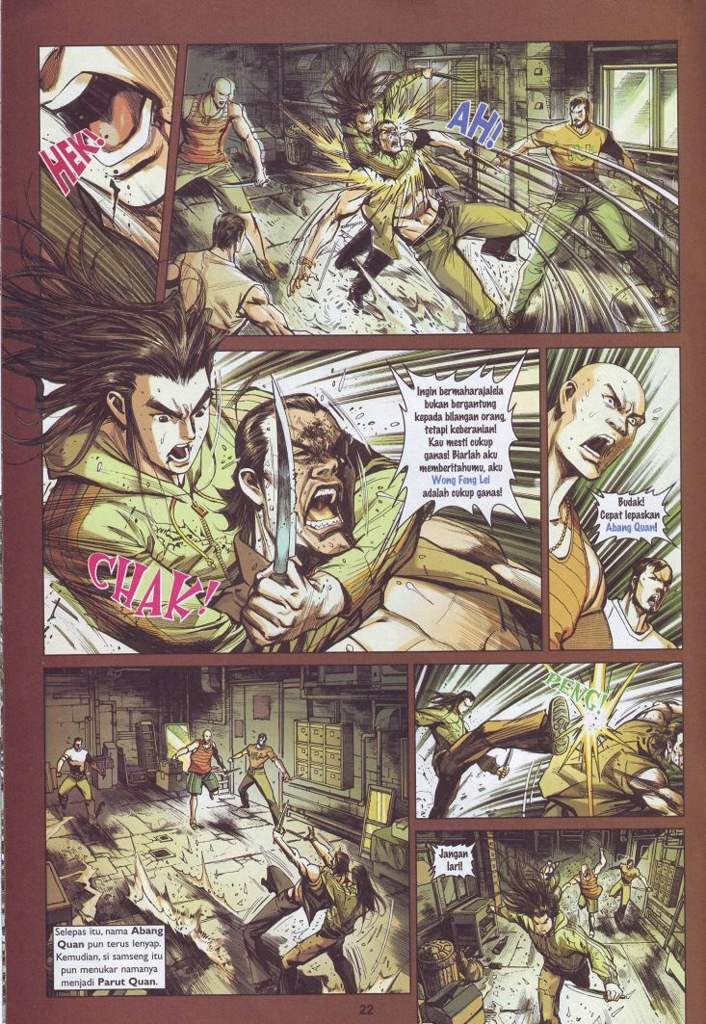 HEK!
AH!
Ingin bermaharajalela
bukan bergantung
kepada bilangan orang,
tetapi keberanian!
Kau mesti cukup
ganas! Biarlah
aku
memberitahumu, aku
Wong Feng Lei
adalah cukup ganas!
CHAK!
Budak!
Cepat lepaskan
Abang Quan!
Selepas itu, nama Abang
Quan pun terus lenyap.
Kemudian, si samseng itu
pun menukar namanya
menjadi Parut Quan.
PENG!
Jangan
lari!
22